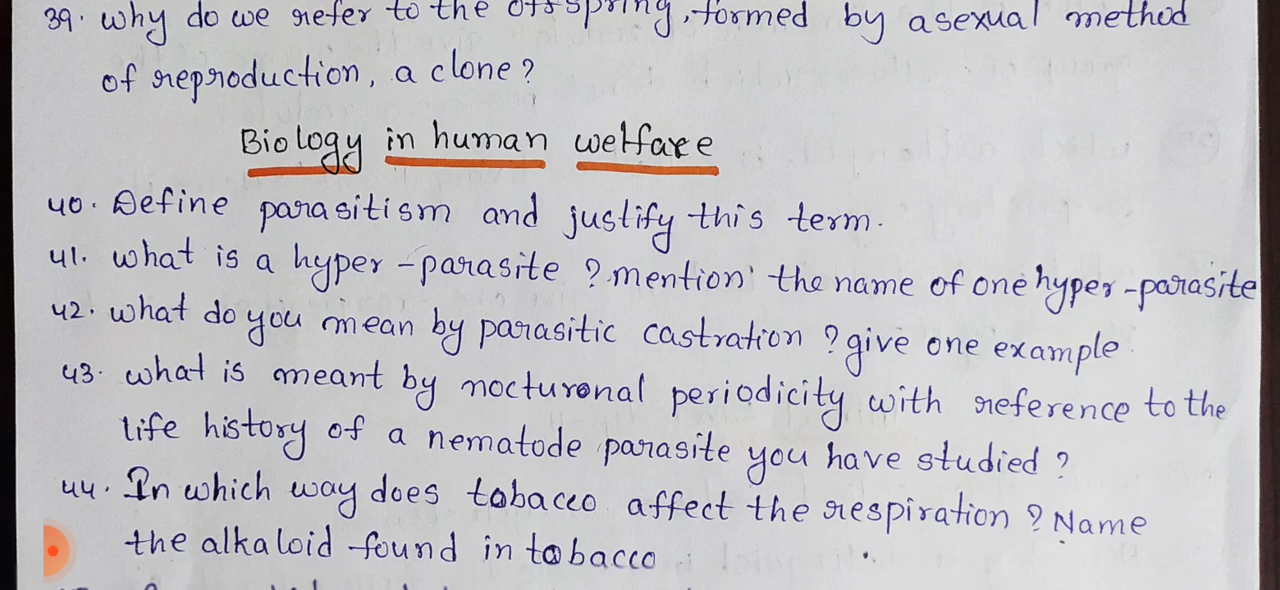 39. why do we refer to the offspring, formed by asexual method
of reproduction, a clone?
Biology in human welfare
40. Define parasitism and justify this term.
41. what is a hyper-parasite? mention the name of one hyper-parasite
42. what do you mean by parasitic castration? give one example
43. what is meant by nocturonal periodicity with reference to the
life history of a nematode parasite you have studied?
44. In which way does tobacco affect the respiration? Name
the alkaloid found in tobacco